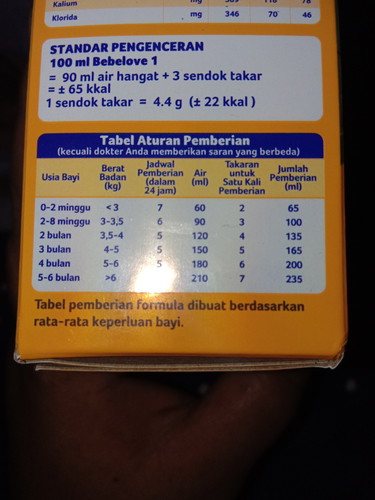 Kalium mg 78
Klorida mg 346 70 46
STANDAR PENGENCERAN
100 ml Bebelove 1
= 90 ml air hangat + 3 sendok takar
= ± 65 kkal
1 sendok takar = 4.4 g (± 22 kkal)
Tabel Aturan Pemberian
(kecuali dokter Anda memberikan saran yang berbeda)
Usia Bayi Berat Badan (kg) Jadwal Pemberian (dalam 24 jam) Air (ml) Takaran untuk Satu Kali Pemberian Jumlah Pemberian (ml)
0-2 minggu < 3 7 60 2 65
2-8 minggu 3-3,5 6 90 3 100
2 bulan 3,5-4 5 120 4 135
3 bulan 4-5 5 150 5 165
4 bulan 5-6 5 180 6 200
5-6 bulan >6 210 7 235
Tabel pemberian formula dibuat berdasarkan
rata-rata keperluan bayi.